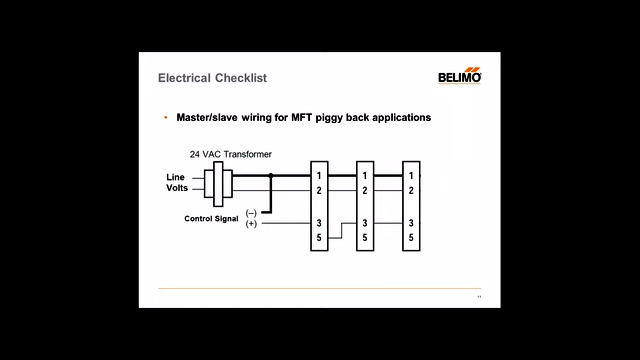 Electrical Checklist
BELIMO
• Master/slave wiring for MFT piggy back applications
24 VAC Transformer
Line
Volts
1 1 1
2 2 2
Control Signal (–)
(+)
3 3 3
5 5 5